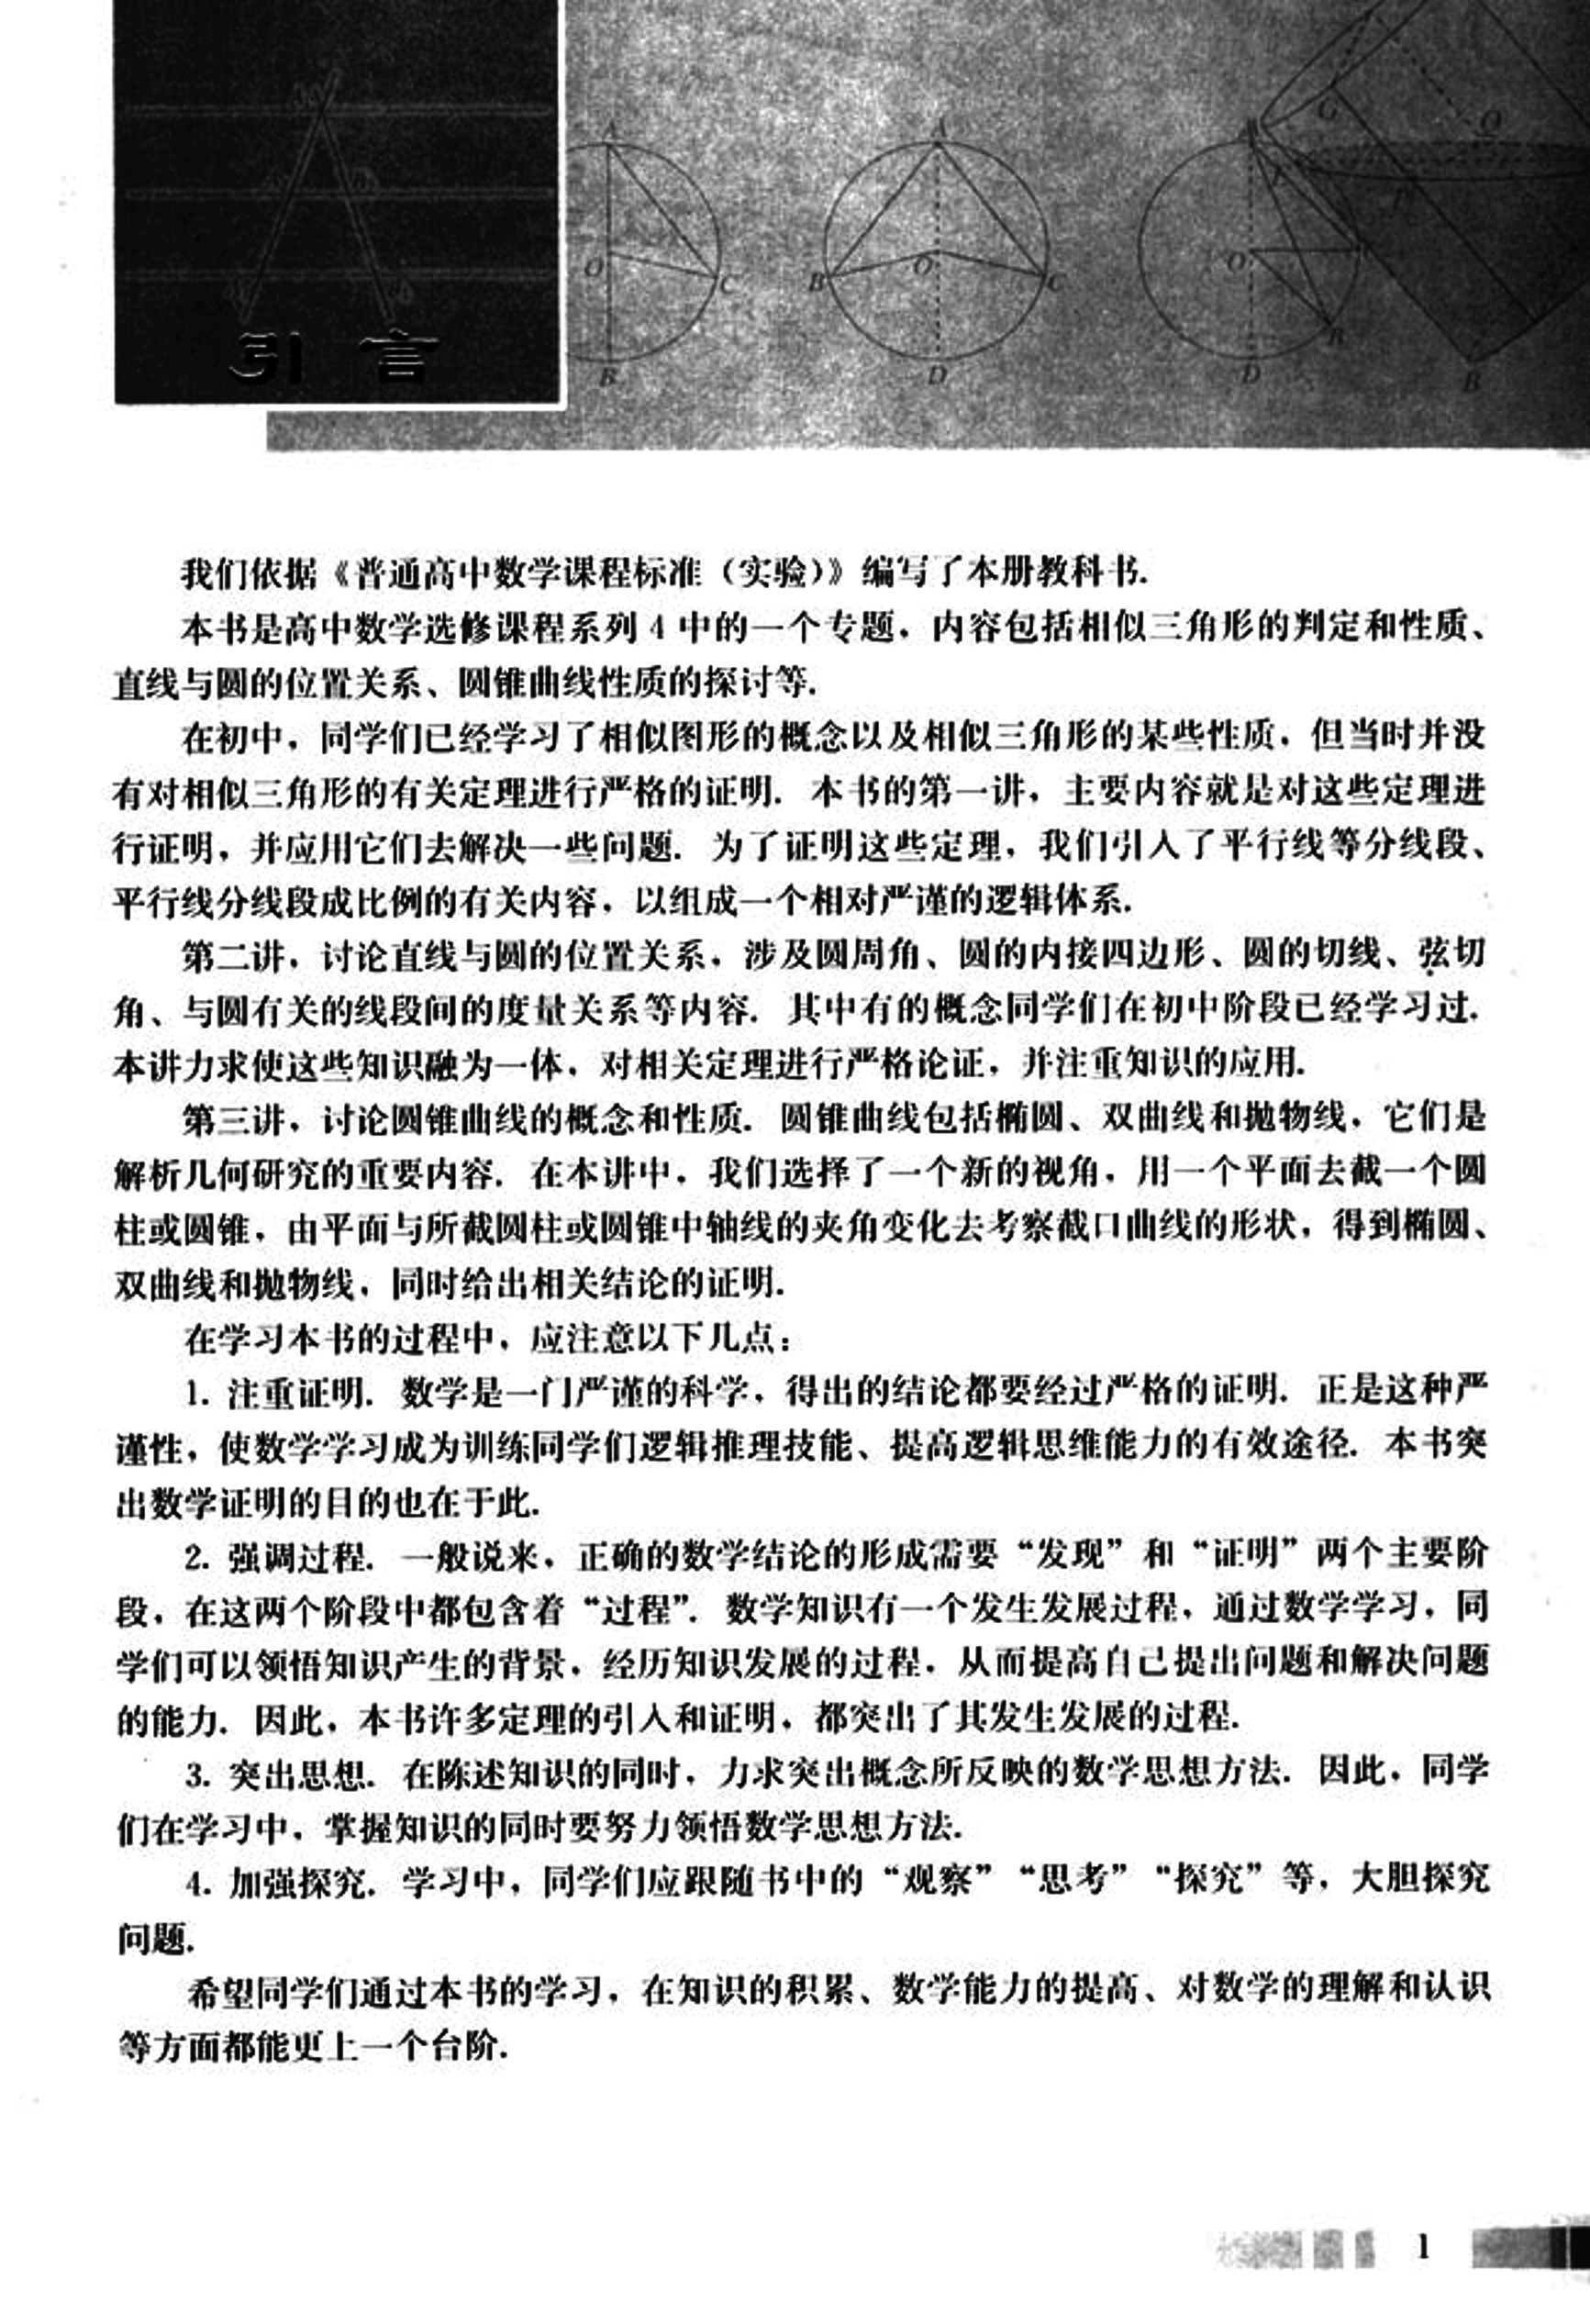 引 言
A
O
C
B
A
B
O
C
D
A
O
D
B
G
Q
我们依据《普通高中数学课程标准（实验）》编写了本册教科书.
本书是高中数学选修课程系列 4 中的一个专题，内容包括相似三角形的判定和性质、
直线与圆的位置关系、圆锥曲线性质的探讨等.
在初中，同学们已经学习了相似图形的概念以及相似三角形的某些性质，但当时并没
有对相似三角形的有关定理进行严格的证明. 本书的第一讲，主要内容就是对这些定理进
行证明，并应用它们去解决一些问题. 为了证明这些定理，我们引入了平行线等分线段、
平行线分线段成比例的有关内容，以组成一个相对严谨的逻辑体系.
第二讲，讨论直线与圆的位置关系，涉及圆周角、圆的内接四边形、圆的切线、弦切
角、与圆有关的线段间的度量关系等内容. 其中有的概念同学们在初中阶段已经学习过.
本讲力求使这些知识融为一体，对相关定理进行严格论证，并注重知识的应用.
第三讲，讨论圆锥曲线的概念和性质. 圆锥曲线包括椭圆、双曲线和抛物线，它们是
解析几何研究的重要内容. 在本讲中，我们选择了一个新的视角，用一个平面去截一个圆
柱或圆锥，由平面与所截圆柱或圆锥中轴线的夹角变化去考察截口曲线的形状，得到椭圆、
双曲线和抛物线，同时给出相关结论的证明.
在学习本书的过程中，应注意以下几点：
1. 注重证明. 数学是一门严谨的科学，得出的结论都要经过严格的证明. 正是这种严
谨性，使数学学习成为训练同学们逻辑推理技能、提高逻辑思维能力的有效途径. 本书突
出数学证明的目的也在于此.
2. 强调过程. 一般说来，正确的数学结论的形成需要“发现”和“证明”两个主要阶
段，在这两个阶段中都包含着“过程”. 数学知识有一个发生发展过程，通过数学学习，同
学们可以领悟知识产生的背景，经历知识发展的过程，从而提高自己提出问题和解决问题
的能力. 因此，本书许多定理的引入和证明，都突出了其发生发展的过程.
3. 突出思想. 在陈述知识的同时，力求突出概念所反映的数学思想方法. 因此，同学
们在学习中，掌握知识的同时要努力领悟数学思想方法.
4. 加强探究. 学习中，同学们应跟随书中的“观察”“思考”“探究”等，大胆探究
问题.
希望同学们通过本书的学习，在知识的积累、数学能力的提高、对数学的理解和认识
等方面都能更上一个台阶.
1